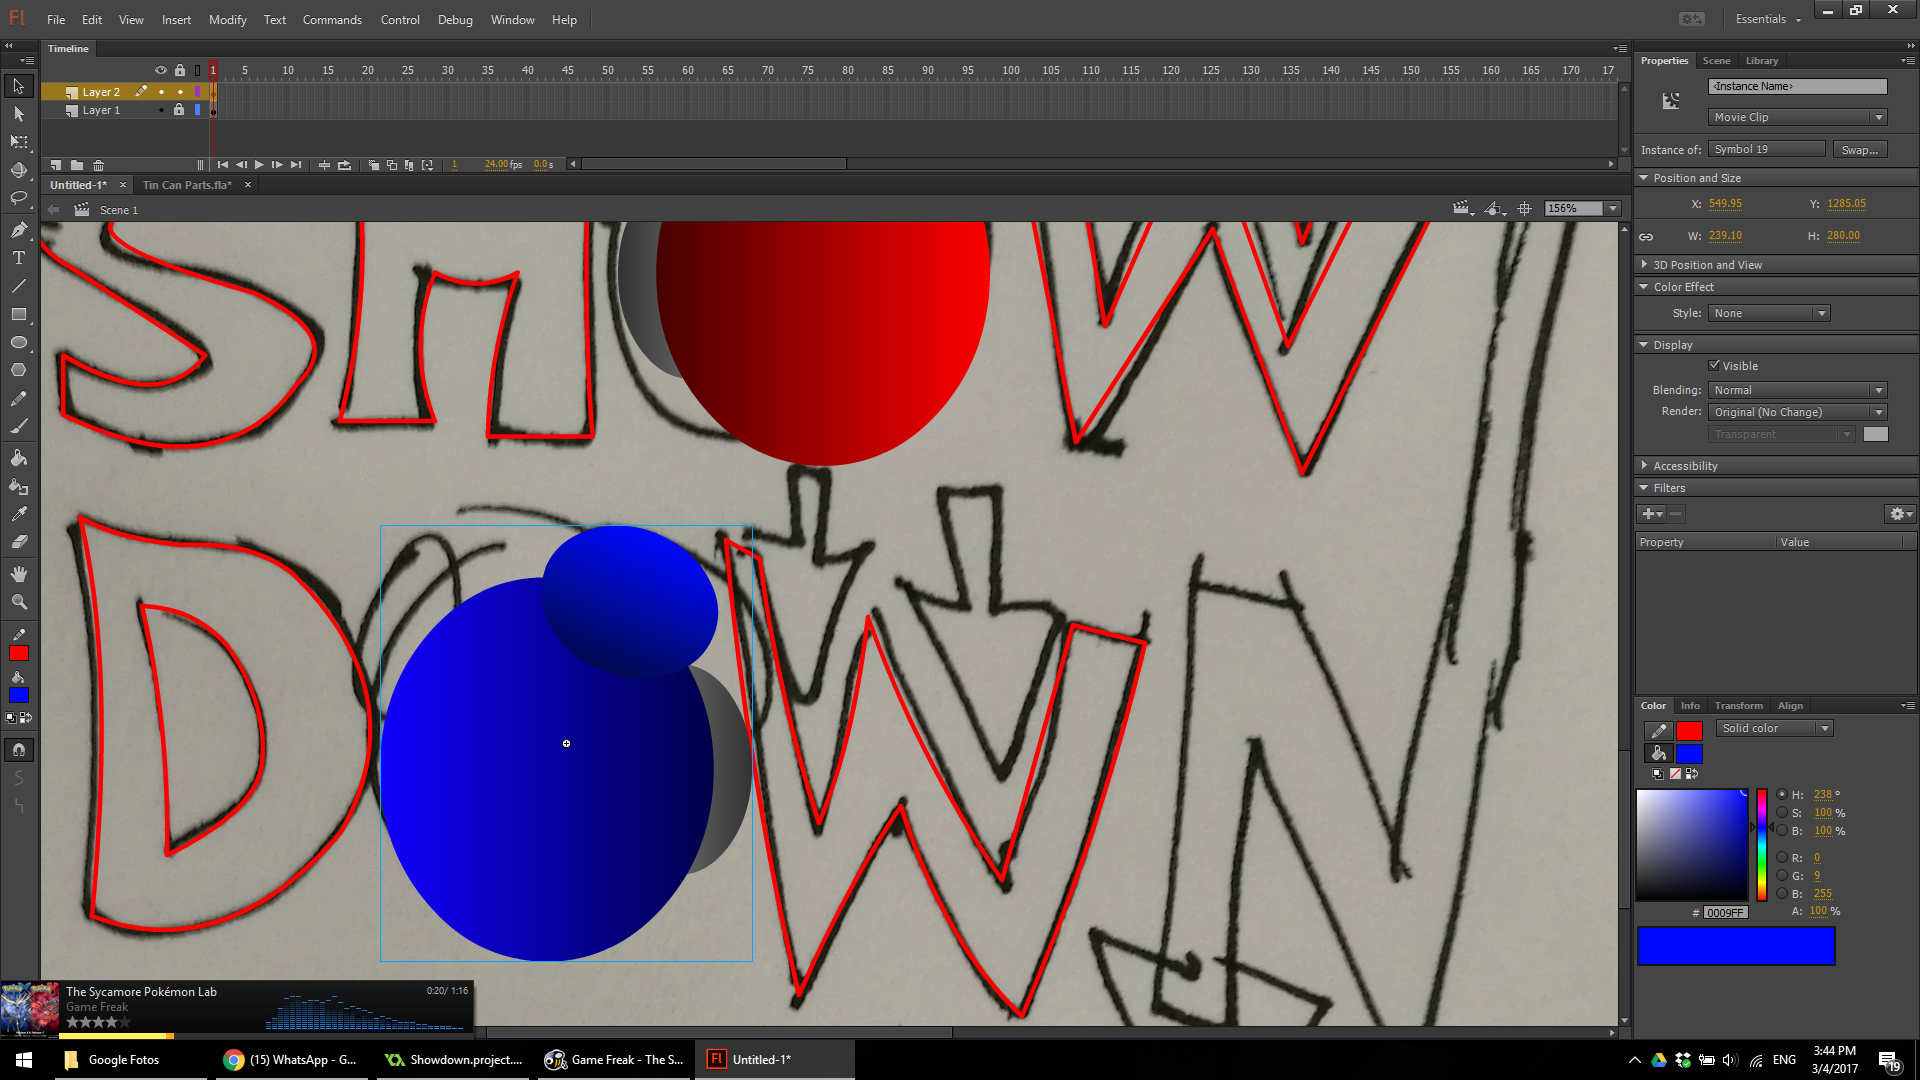 Fl File Edit View Insert Modify Text Commands Control Debug Window Help Essentials
Timeline
1 5 10 15 20 25 30 35 40 45 50 55 60 65 70 75 80 85 90 95 100 105 110 115 120 125 130 135 140 145 150 155 160 165 170 17
Layer 2
Layer 1
1 24.00 fps 0.0 s
Untitled-1* × Tin Can Parts.fla* ×
Scene 1
156%
SHOW
DOWN
Properties Scene Library
<Instance Name>
Movie Clip
Instance of: Symbol 19 Swap...
Position and Size
X: 549.95 Y: 1285.05
W: 239.10 H: 280.00
3D Position and View
Color Effect
Style: None
Display
Visible
Blending: Normal
Render: Original (No Change)
Transparent
Accessibility
Filters
Property Value
Color Info Transform Align
Solid color
H: 238 °
S: 100 %
B: 100 %
R: 0
G: 9
B: 255
# 0009FF A: 100 %
The Sycamore Pokémon Lab 0:20/ 1:16
Game Freak
Google Fotos
(15) WhatsApp - G...
Showdown.project....
Game Freak - The S...
Fl Untitled-1*
ENG
3:44 PM
3/4/2017
19